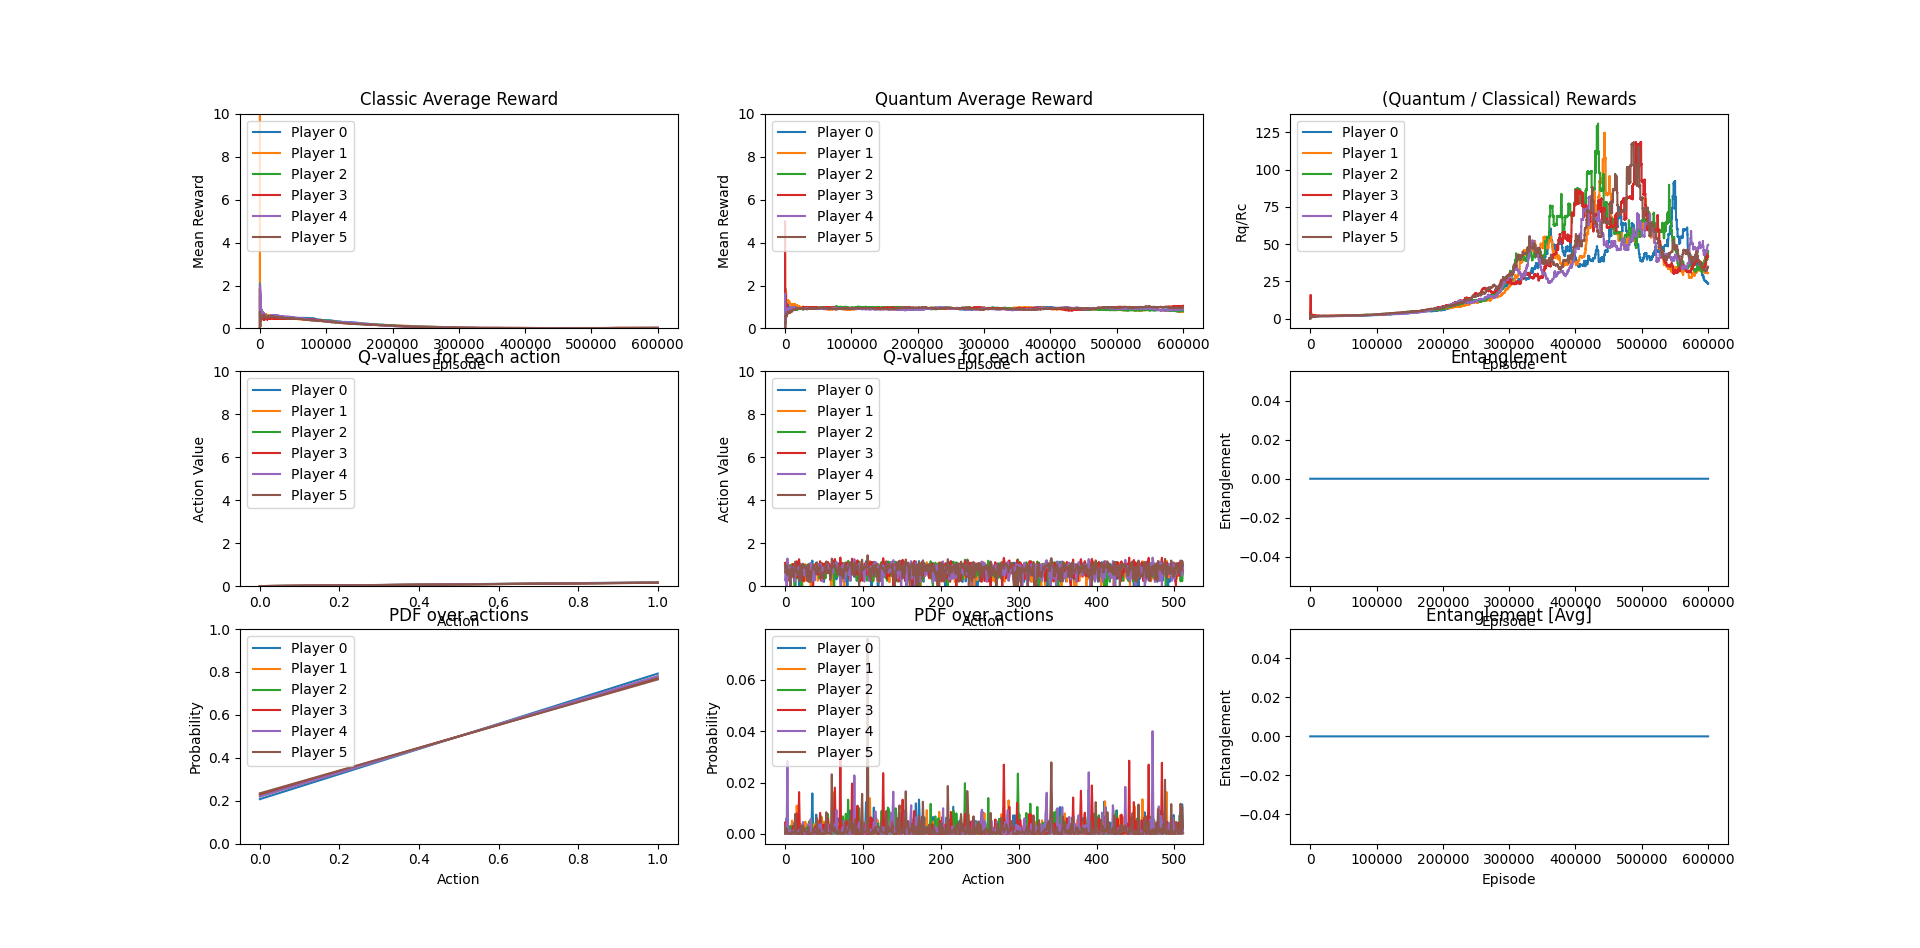 Classic Average Reward
Mean Reward
10
8
6
4
2
0
Player 0
Player 1
Player 2
Player 3
Player 4
Player 5
0 100000 200000 300000 400000 500000 600000
Episode
Quantum Average Reward
Mean Reward
10
8
6
4
2
0
Player 0
Player 1
Player 2
Player 3
Player 4
Player 5
0 100000 200000 300000 400000 500000 600000
Episode
(Quantum / Classical) Rewards
Rq/Rc
125
100
75
50
25
0
Player 0
Player 1
Player 2
Player 3
Player 4
Player 5
0 100000 200000 300000 400000 500000 600000
Episode
Q-values for each action
Action Value
10
8
6
4
2
0
Player 0
Player 1
Player 2
Player 3
Player 4
Player 5
0.0 0.2 0.4 0.6 0.8 1.0
Action
Q-values for each action
Action Value
10
8
6
4
2
0
Player 0
Player 1
Player 2
Player 3
Player 4
Player 5
0 100 200 300 400 500
Action
Entanglement
Entanglement
0.04
0.02
0.00
−0.02
−0.04
0 100000 200000 300000 400000 500000 600000
Episode
PDF over actions
Probability
1.0
0.8
0.6
0.4
0.2
0.0
Player 0
Player 1
Player 2
Player 3
Player 4
Player 5
0.0 0.2 0.4 0.6 0.8 1.0
Action
PDF over actions
Probability
0.06
0.04
0.02
0.00
Player 0
Player 1
Player 2
Player 3
Player 4
Player 5
0 100 200 300 400 500
Action
Entanglement [Avg]
Entanglement
0.04
0.02
0.00
−0.02
−0.04
0 100000 200000 300000 400000 500000 600000
Episode